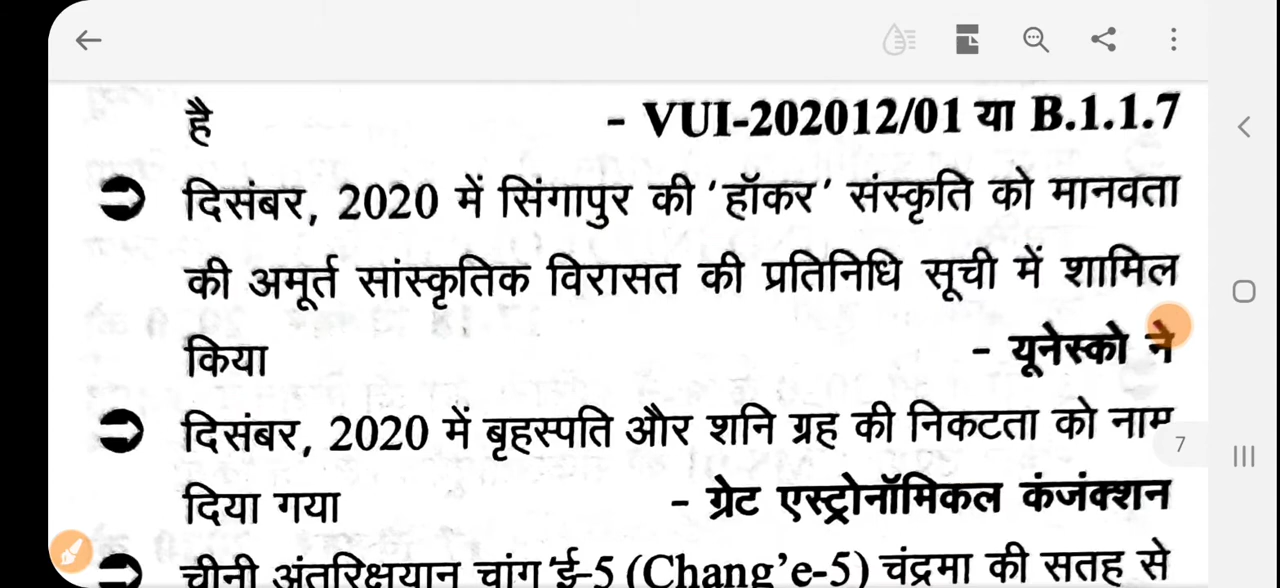 है - VUI-202012/01 या B.1.1.7
दिसंबर, 2020 में सिंगापुर की 'हॉकर' संस्कृति को मानवता
की अमूर्त सांस्कृतिक विरासत की प्रतिनिधि सूची में शामिल
किया - यूनेस्को ने
दिसंबर, 2020 में बृहस्पति और शनि ग्रह की निकटता को नाम
7
दिया गया - ग्रेट एस्ट्रोनॉमिकल कंजंक्शन
चीनी अंतरिक्षयान चांग'ई-5 (Chang’e-5) चंद्रमा की सतह से